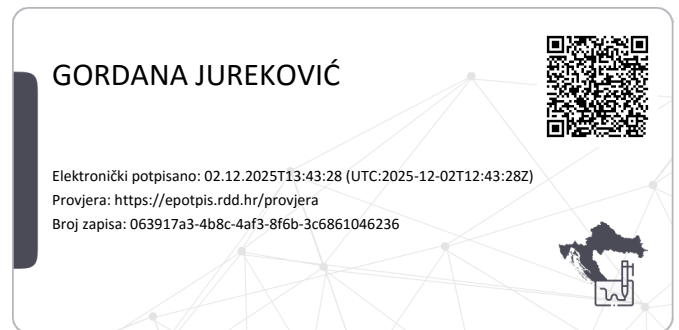 GORDANA JUREKOVIĆ
Elektronički potpisano: 02.12.2025T13:43:28 (UTC:2025-12-02T12:43:28Z)
Provjera: https://epotpis.rdd.hr/provjera
Broj zapisa: 063917a3-4b8c-4af3-8f6b-3c6861046236